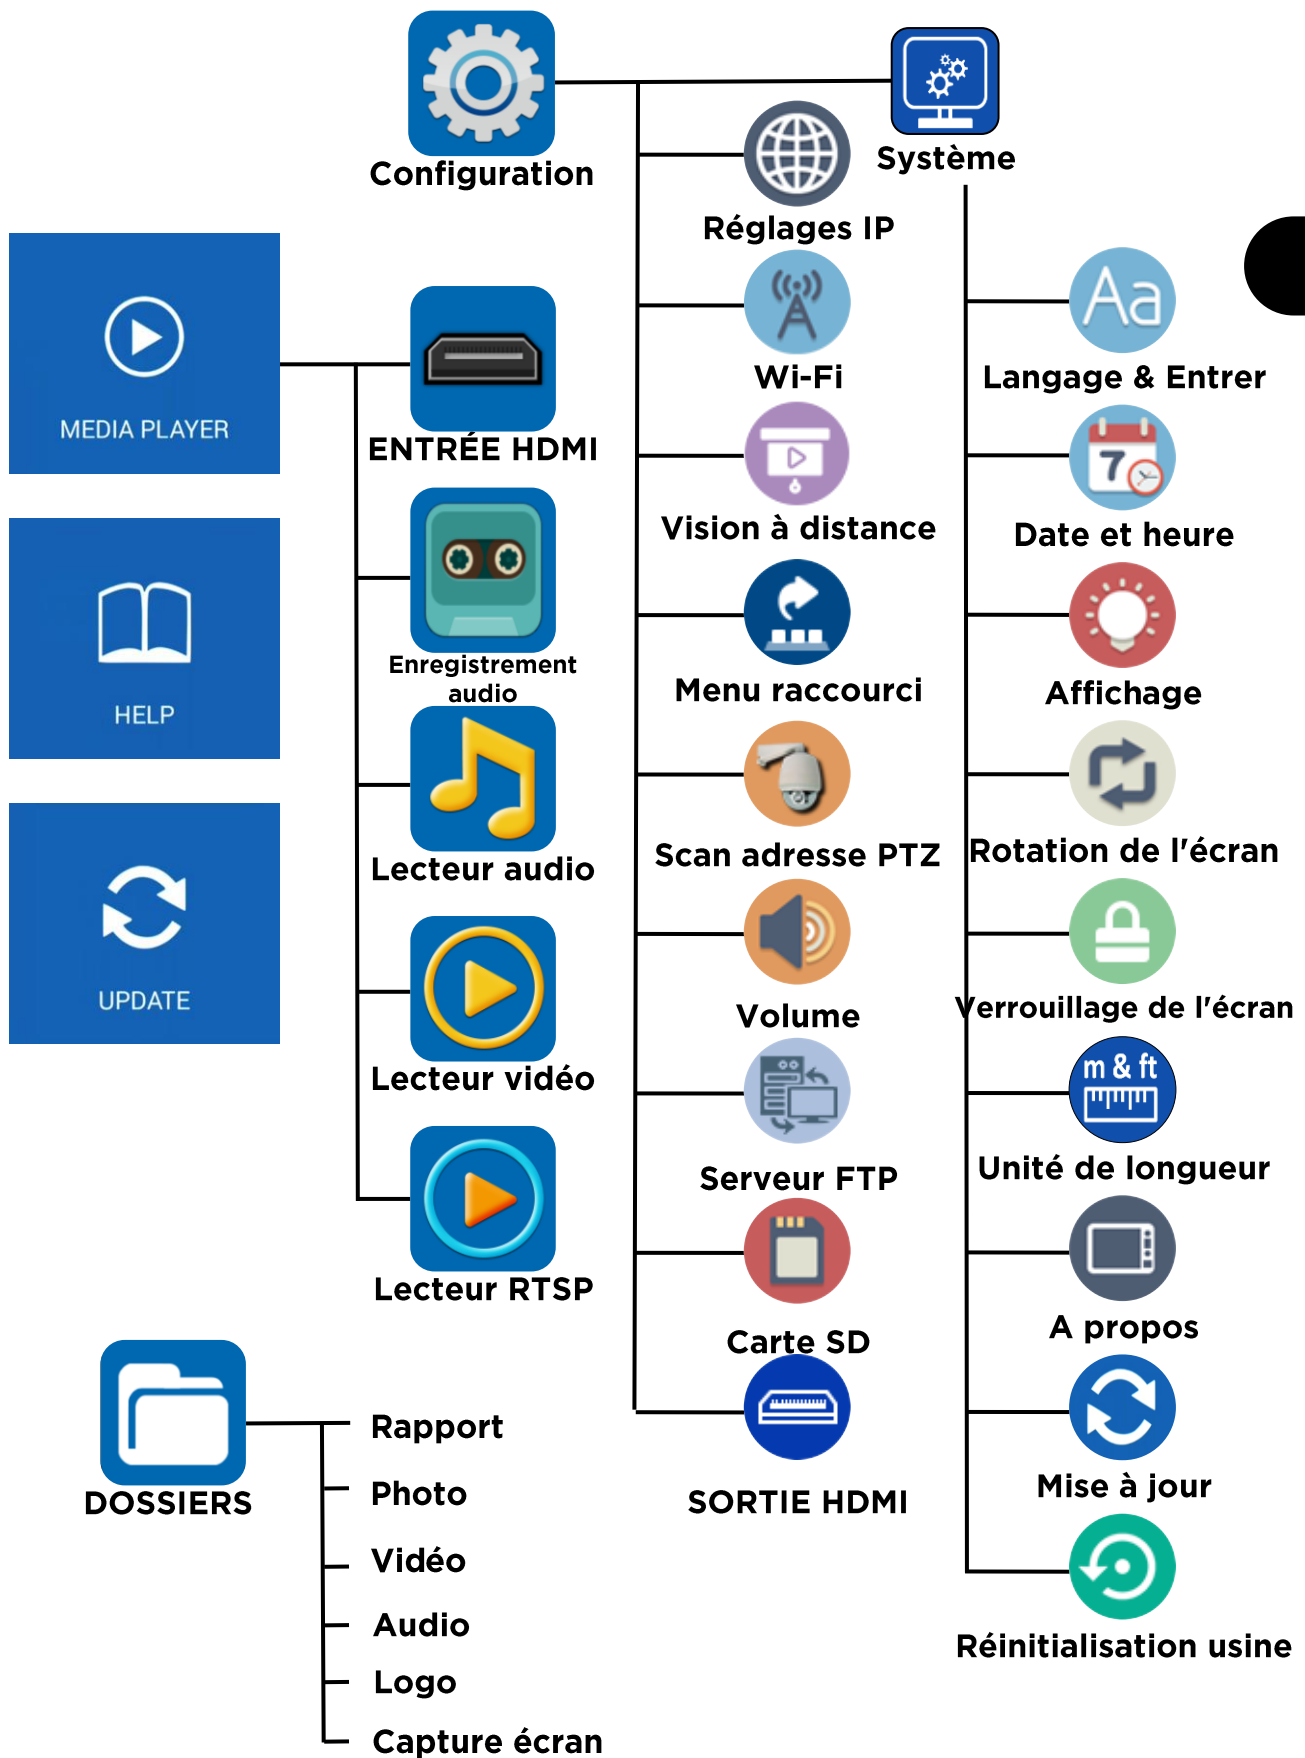 Configuration
Système
Réglages IP
Wi-Fi
Vision à distance
Menu raccourci
Scan adresse PTZ
Volume
Serveur FTP
Carte SD
SORTIE HDMI
Aa
Langage & Entrer
7
Date et heure
Affichage
Rotation de l'écran
Verrouillage de l'écran
m & ft
Unité de longueur
A propos
Mise à jour
Réinitialisation usine
MEDIA PLAYER
ENTRÉE HDMI
Enregistrement
audio
Lecteur audio
Lecteur vidéo
Lecteur RTSP
HELP
UPDATE
DOSSIERS
Rapport
Photo
Vidéo
Audio
Logo
Capture écran